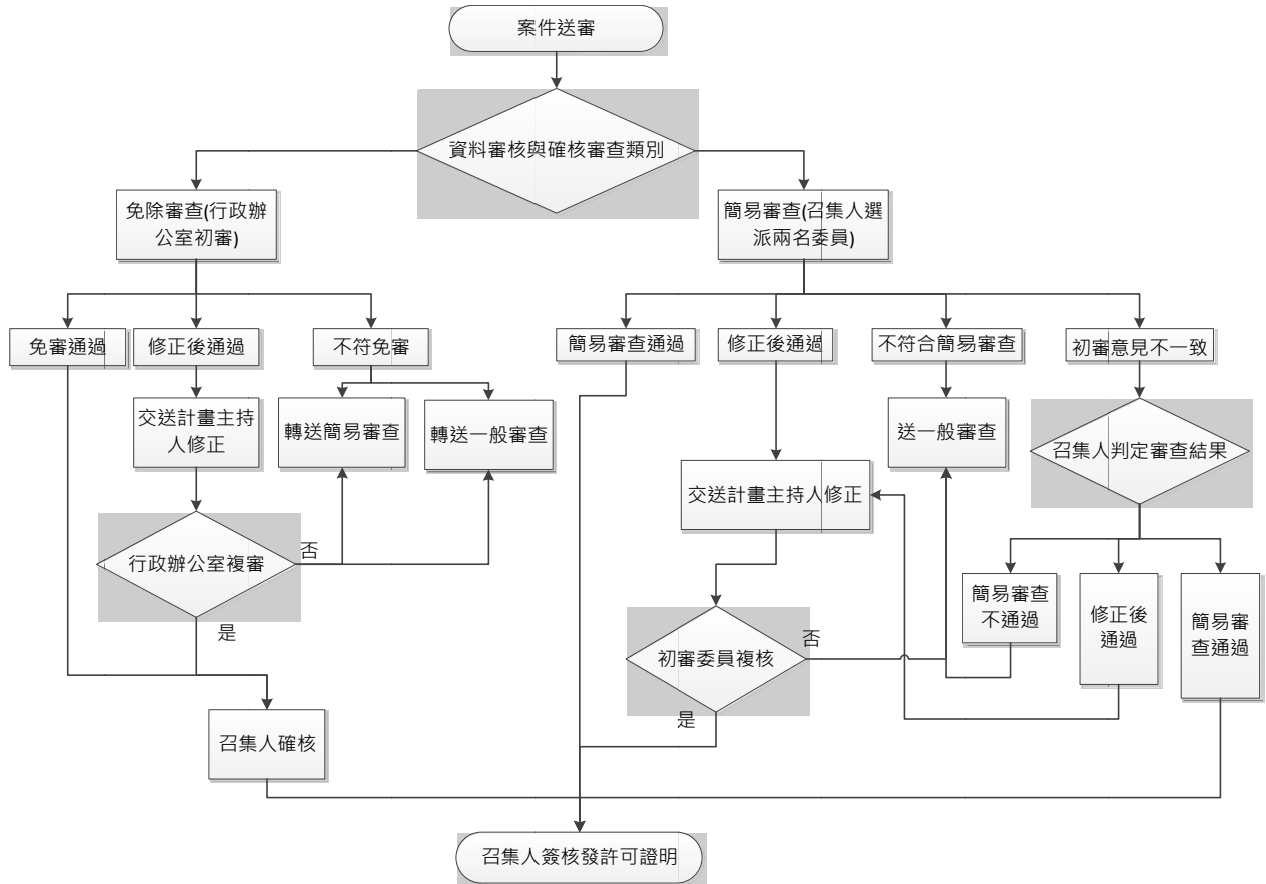 案件送審
資料審核與確核審查類別
免除審查(行政辦
公室初審)
簡易審查(召集人選
派兩名委員)
免審通過
修正後通過
不符免審
簡易審查通過
修正後通過
不符合簡易審查
初審意見不一致
交送計畫主持
人修正
轉送簡易審查
轉送一般審查
送一般審查
召集人判定審查結果
交送計畫主持人修正
行政辦公室複審
否
是
簡易審查
不通過
修正後
通過
簡易審
查通過
初審委員複核
否
是
召集人確核
召集人簽核發許可證明